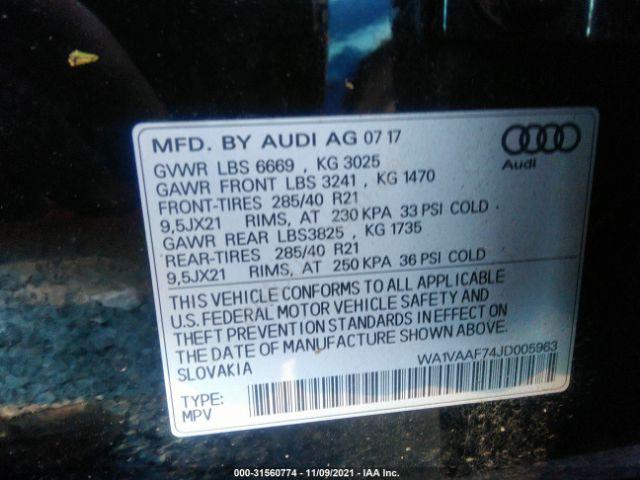 MFD. BY AUDI AG 07 17
Audi
GVWR LBS 6669 , KG 3025
GAWR FRONT LBS 3241 , KG 1470
FRONT-TIRES 285/40 R21
9,5JX21 RIMS, AT 230 KPA 33 PSI COLD .
GAWR REAR LBS3825 , KG 1735
REAR-TIRES 285/40 R21
9,5JX21 RIMS, AT 250 KPA 36 PSI COLD
THIS VEHICLE CONFORMS TO ALL APPLICABLE
U.S. FEDERAL MOTOR VEHICLE SAFETY AND
THEFT PREVENTION STANDARDS IN EFFECT ON
THE DATE OF MANUFACTURE SHOWN ABOVE.
SLOVAKIA
WA1VAAF74JD005963
TYPE:
MPV
000-31560774 - 11/09/2021 - IAA Inc.